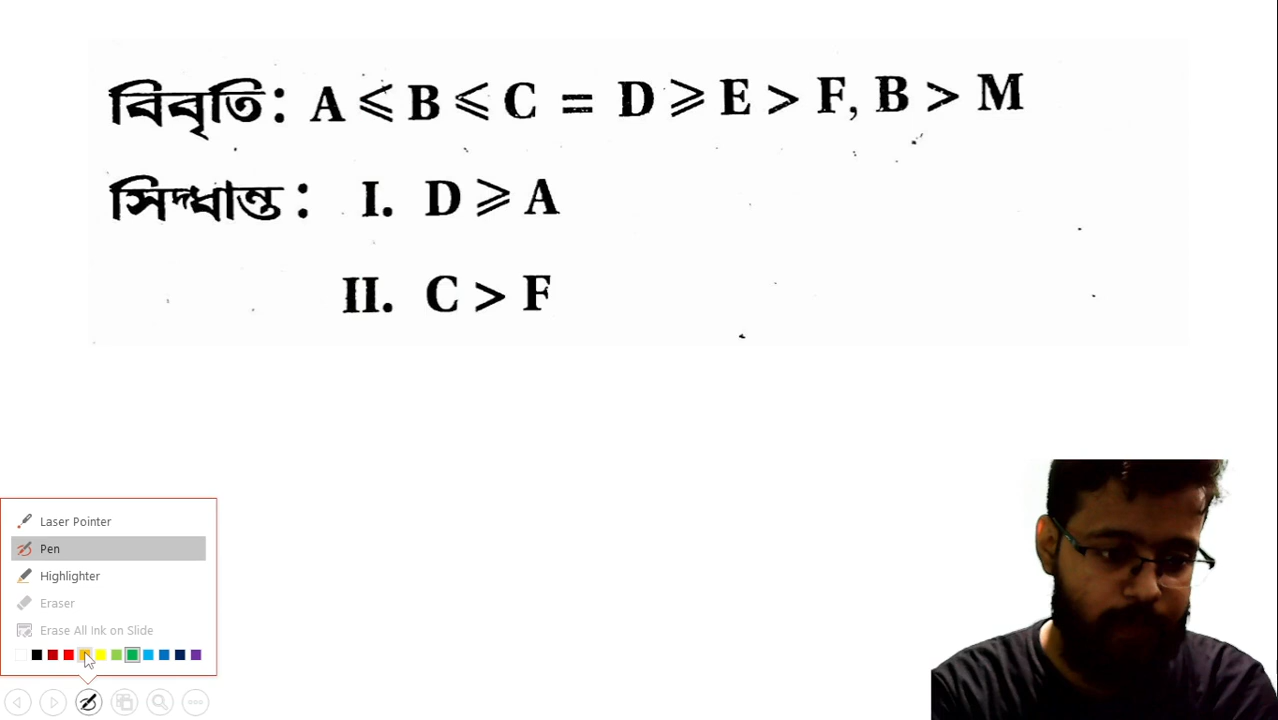 বিবৃতি: A ⩽ B ⩽ C = D ⩾ E > F, B > M
সিদ্ধান্ত: I. D ⩾ A
II. C > F
Laser Pointer
Pen
Highlighter
Eraser
Erase All Ink on Slide